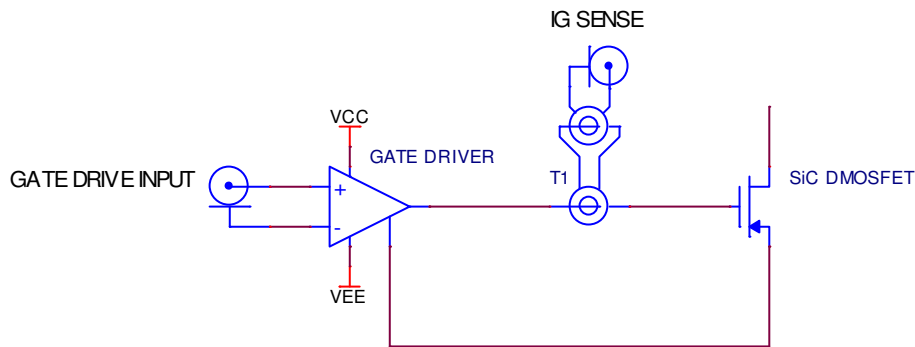 IG SENSE
VCC
GATE DRIVER
GATE DRIVE INPUT
T1
SiC DMOSFET
+
-
VEE